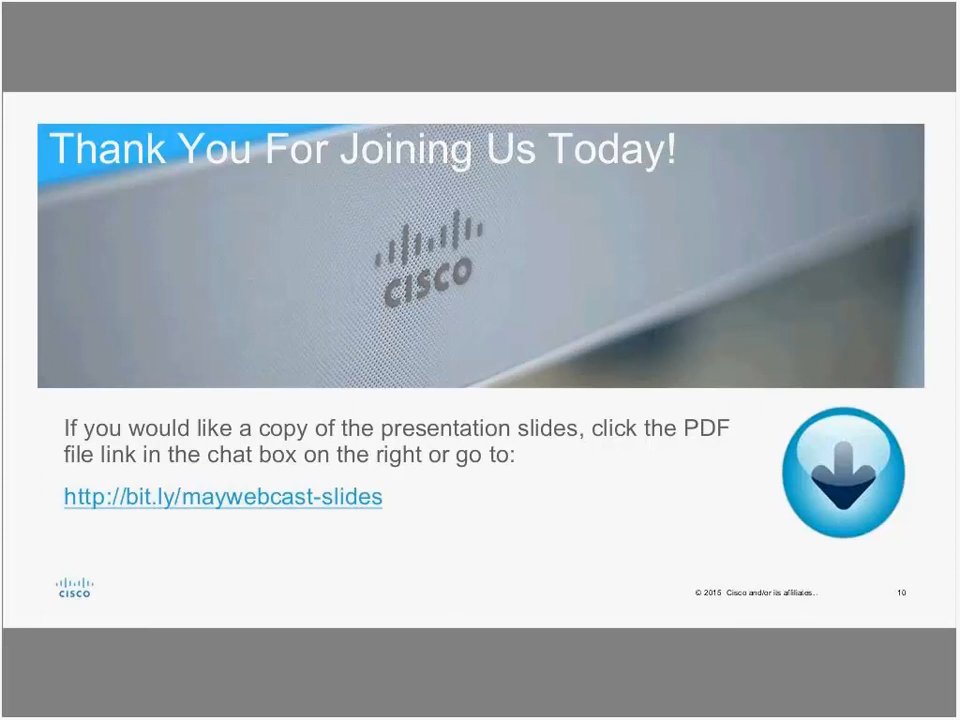 Thank You For Joining Us Today!
CISCO
If you would like a copy of the presentation slides, click the PDF
file link in the chat box on the right or go to:
http://bit.ly/maywebcast-slides
CISCO
© 2015 Cisco and/or its affiliates..
10